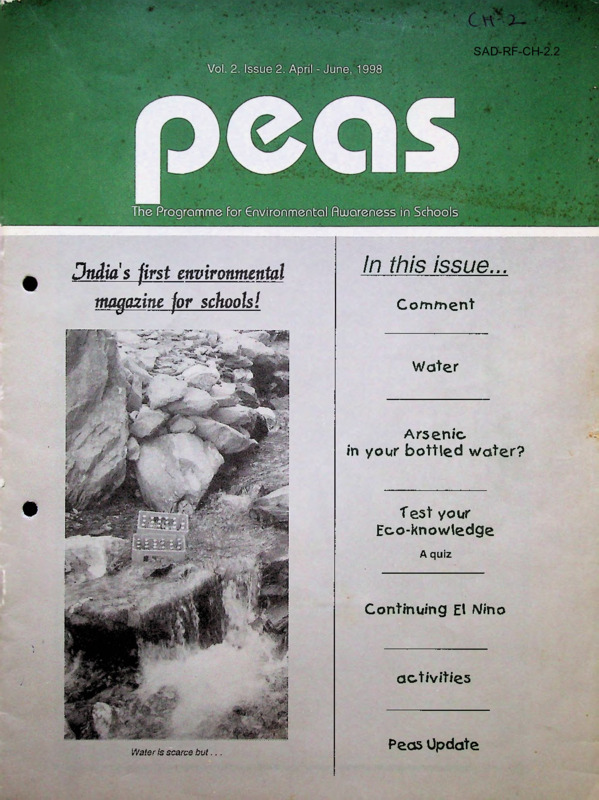 CH-2
SAD-RF-CH-2.2
Vol. 2. Issue 2. April - June, 1998
peas
The Programme for Environmental Awareness in Schools
India's first environmental
magazine for schools!
Water is scarce but . . .
In this issue...
Comment
Water
Arsenic
in your bottled water?
Test your
Eco-knowledge
A quiz
Continuing El Nino
activities
Peas Update